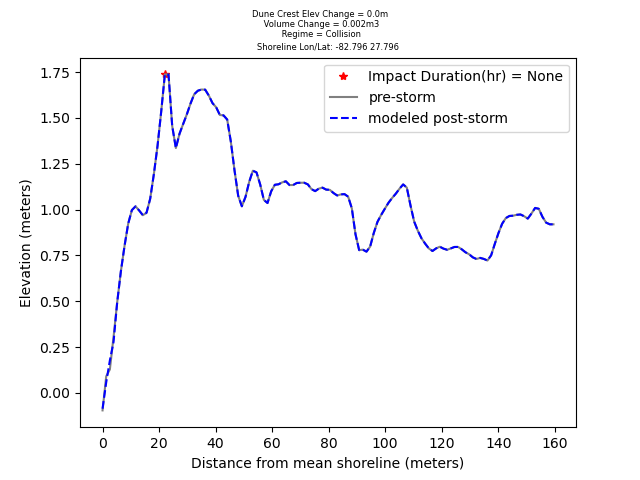 Dune Crest Elev Change = 0.0m
Volume Change = 0.002m3
Regime = Collision
Shoreline Lon/Lat: -82.796 27.796
Impact Duration(hr) = None
pre-storm
modeled post-storm
1.75
1.50
1.25
1.00
0.75
0.50
0.25
0.00
Elevation (meters)
0 20 40 60 80 100 120 140 160
Distance from mean shoreline (meters)